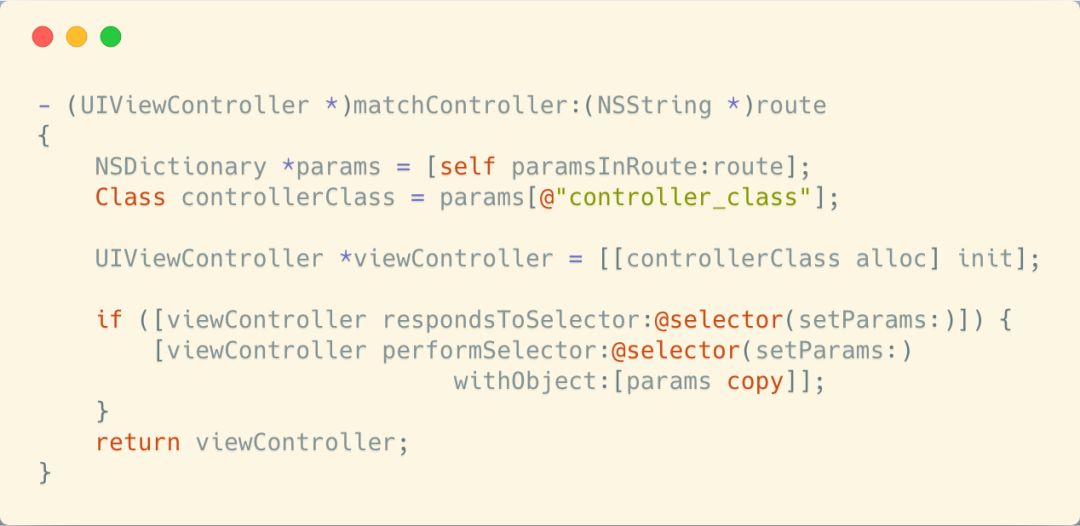 - (UIViewController *)matchController:(NSString *)route
{
    NSDictionary *params = [self paramsInRoute:route];
    Class controllerClass = params[@"controller_class"];

    UIViewController *viewController = [[controllerClass alloc] init];

    if ([viewController respondsToSelector:@selector(setParams:)]) {
        [viewController performSelector:@selector(setParams:)
                             withObject:[params copy]];
    }
    return viewController;
}